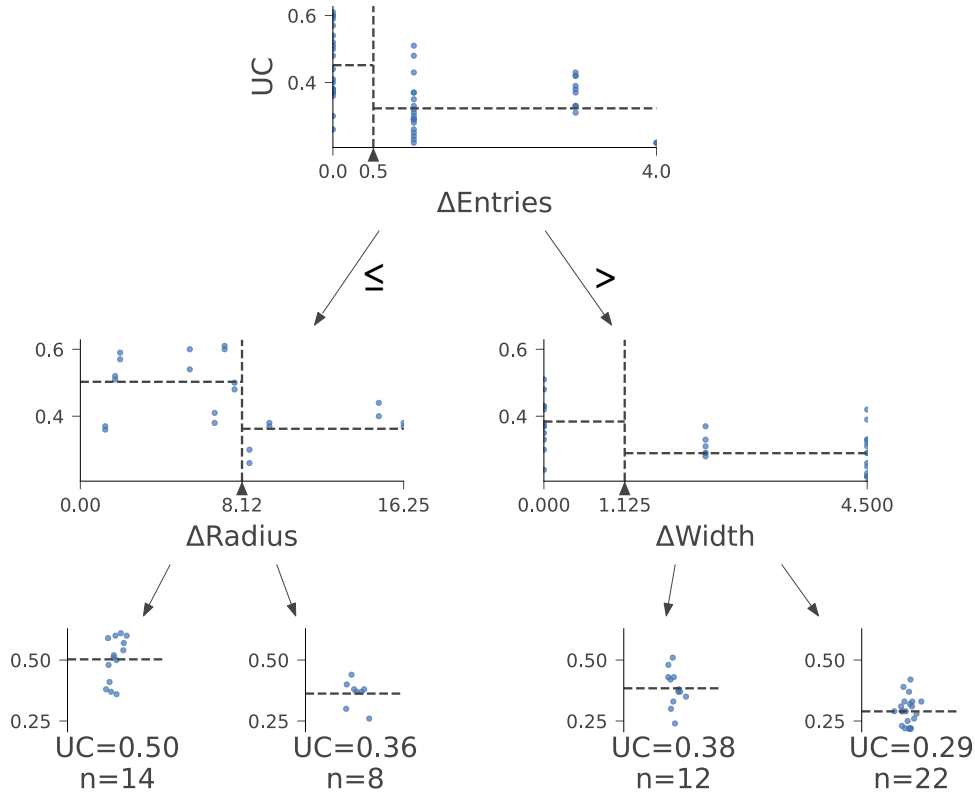 0.6
UC
0.4
0.0 0.5 4.0
ΔEntries
≤ >
0.6 0.6
0.4 0.4
0.00 8.12 16.25 0.000 1.125 4.500
ΔRadius ΔWidth
0.50 0.50 0.50 0.50
0.25 0.25 0.25 0.25
UC=0.50 UC=0.36 UC=0.38 UC=0.29
n=14 n=8 n=12 n=22